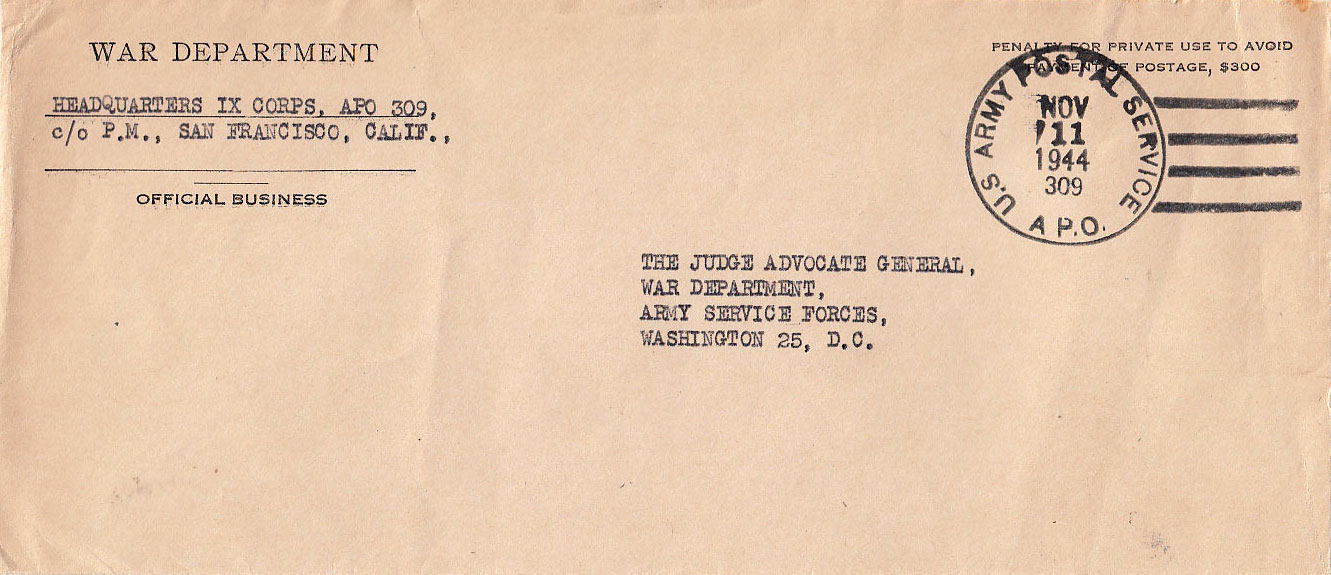 WAR DEPARTMENT
HEADQUARTERS IX CORPS, APO 309,
c/o P.M., SAN FRANCISCO, CALIF.,
OFFICIAL BUSINESS
PENALTY FOR PRIVATE USE TO AVOID
PAYMENT OF POSTAGE, $300
U.S. ARMY POSTAL SERVICE
NOV
11
1944
309
A P.O.
THE JUDGE ADVOCATE GENERAL,
WAR DEPARTMENT,
ARMY SERVICE FORCES,
WASHINGTON 25, D.C.